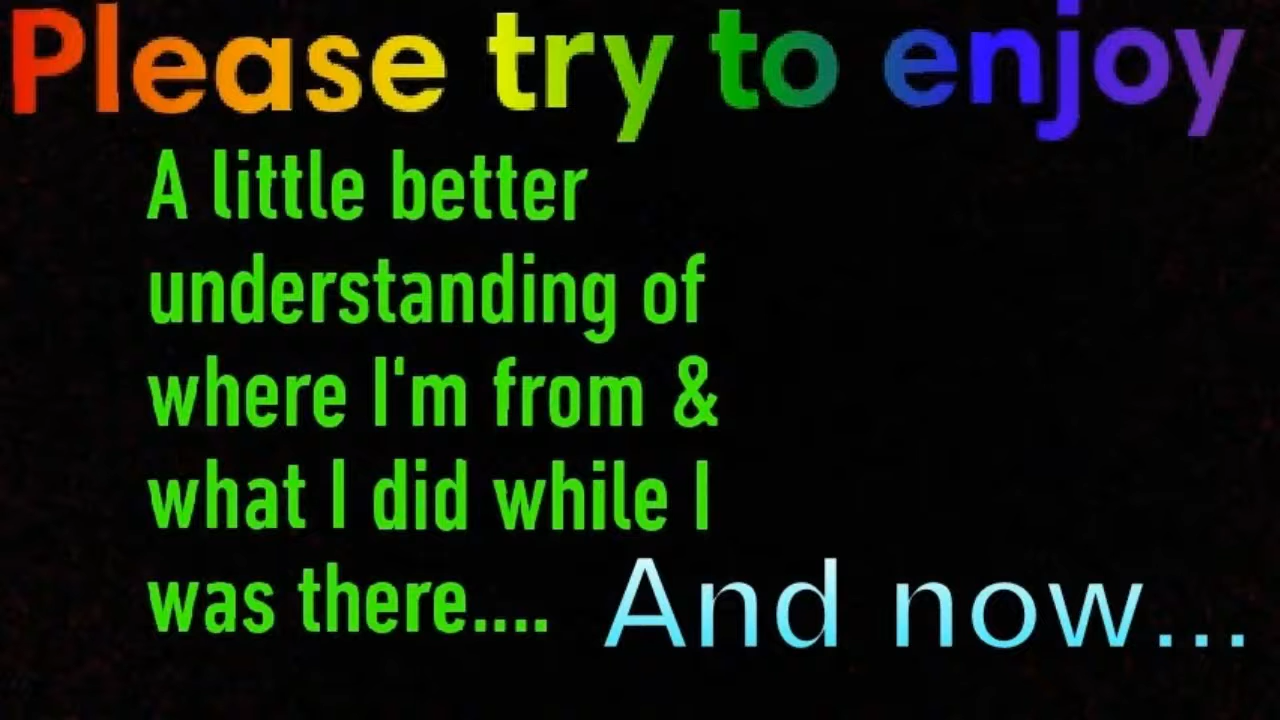 Please try to enjoy
A little better
understanding of
where I'm from &
what I did while I
was there....
And now...